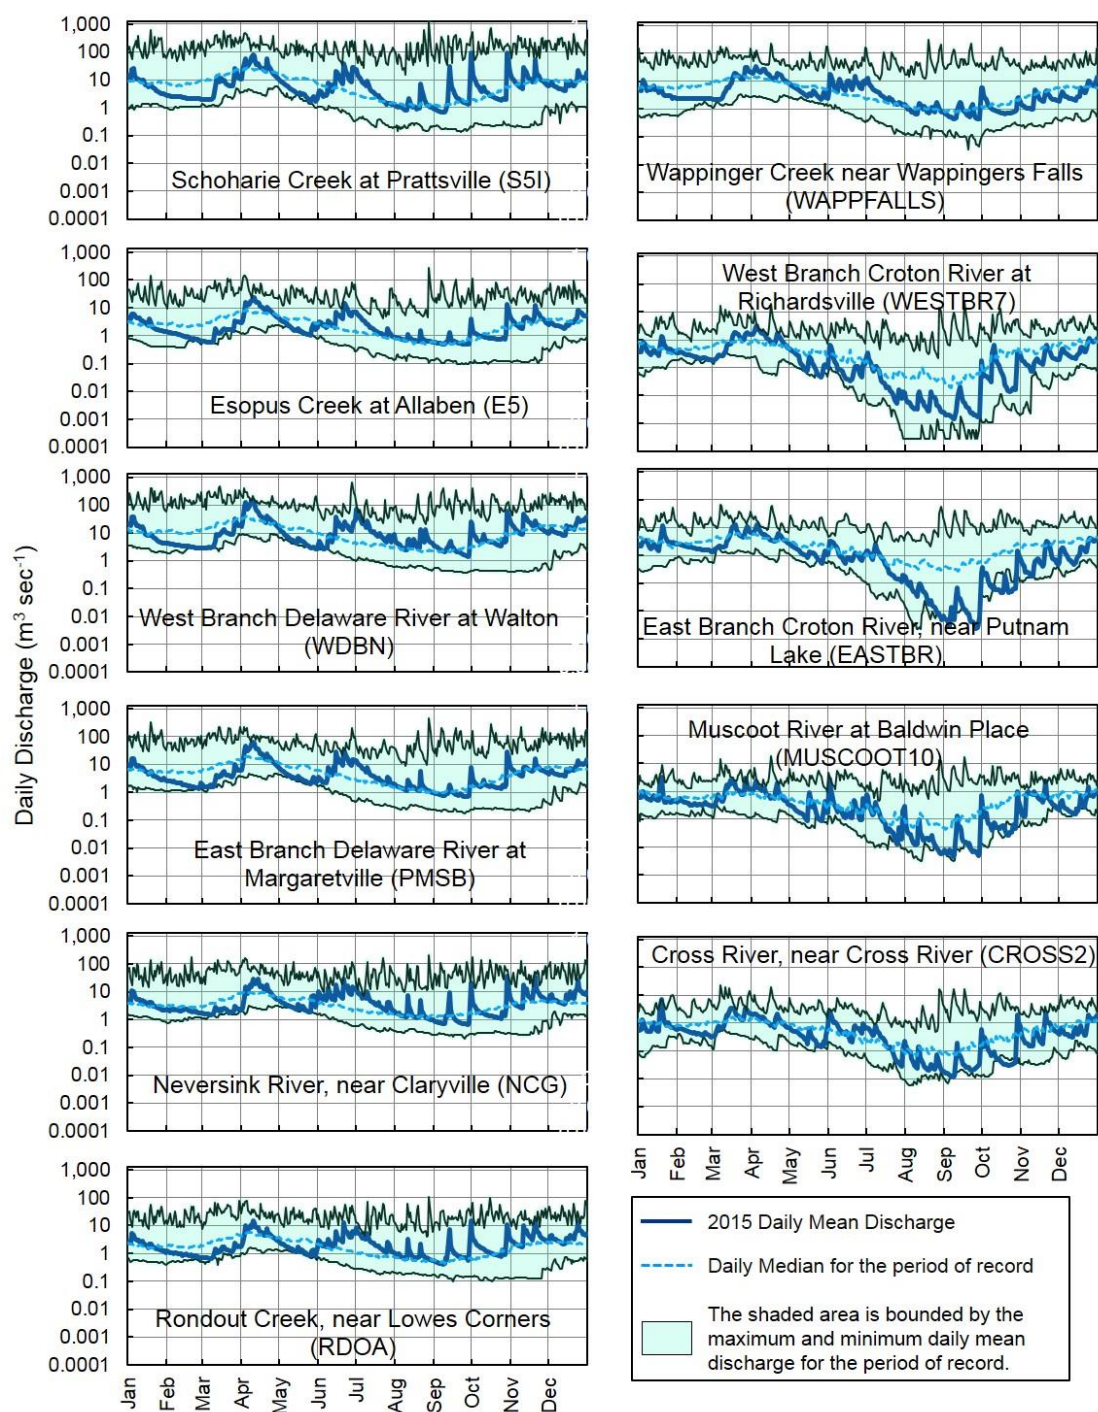 Daily Discharge (m³ sec⁻¹)
1,000
100
10
1
0.1
0.01
0.001
0.0001
Schoharie Creek at Prattsville (S5I)
1,000
100
10
1
0.1
0.01
0.001
0.0001
Esopus Creek at Allaben (E5)
1,000
100
10
1
0.1
0.01
0.001
0.0001
West Branch Delaware River at Walton
(WDBN)
1,000
100
10
1
0.1
0.01
0.001
0.0001
East Branch Delaware River at
Margaretville (PMSB)
1,000
100
10
1
0.1
0.01
0.001
0.0001
Neversink River, near Claryville (NCG)
1,000
100
10
1
0.1
0.01
0.001
0.0001
Rondout Creek, near Lowes Corners
(RDOA)
Jan Feb Mar Apr May Jun Jul Aug Sep Oct Nov Dec
Wappinger Creek near Wappingers Falls
(WAPPFALLS)
West Branch Croton River at
Richardsville (WESTBR7)
East Branch Croton River, near Putnam
Lake (EASTBR)
Muscoot River at Baldwin Place
(MUSCOOT10)
Cross River, near Cross River (CROSS2)
Jan Feb Mar Apr May Jun Jul Aug Sep Oct Nov Dec
2015 Daily Mean Discharge
Daily Median for the period of record
The shaded area is bounded by the
maximum and minimum daily mean
discharge for the period of record.